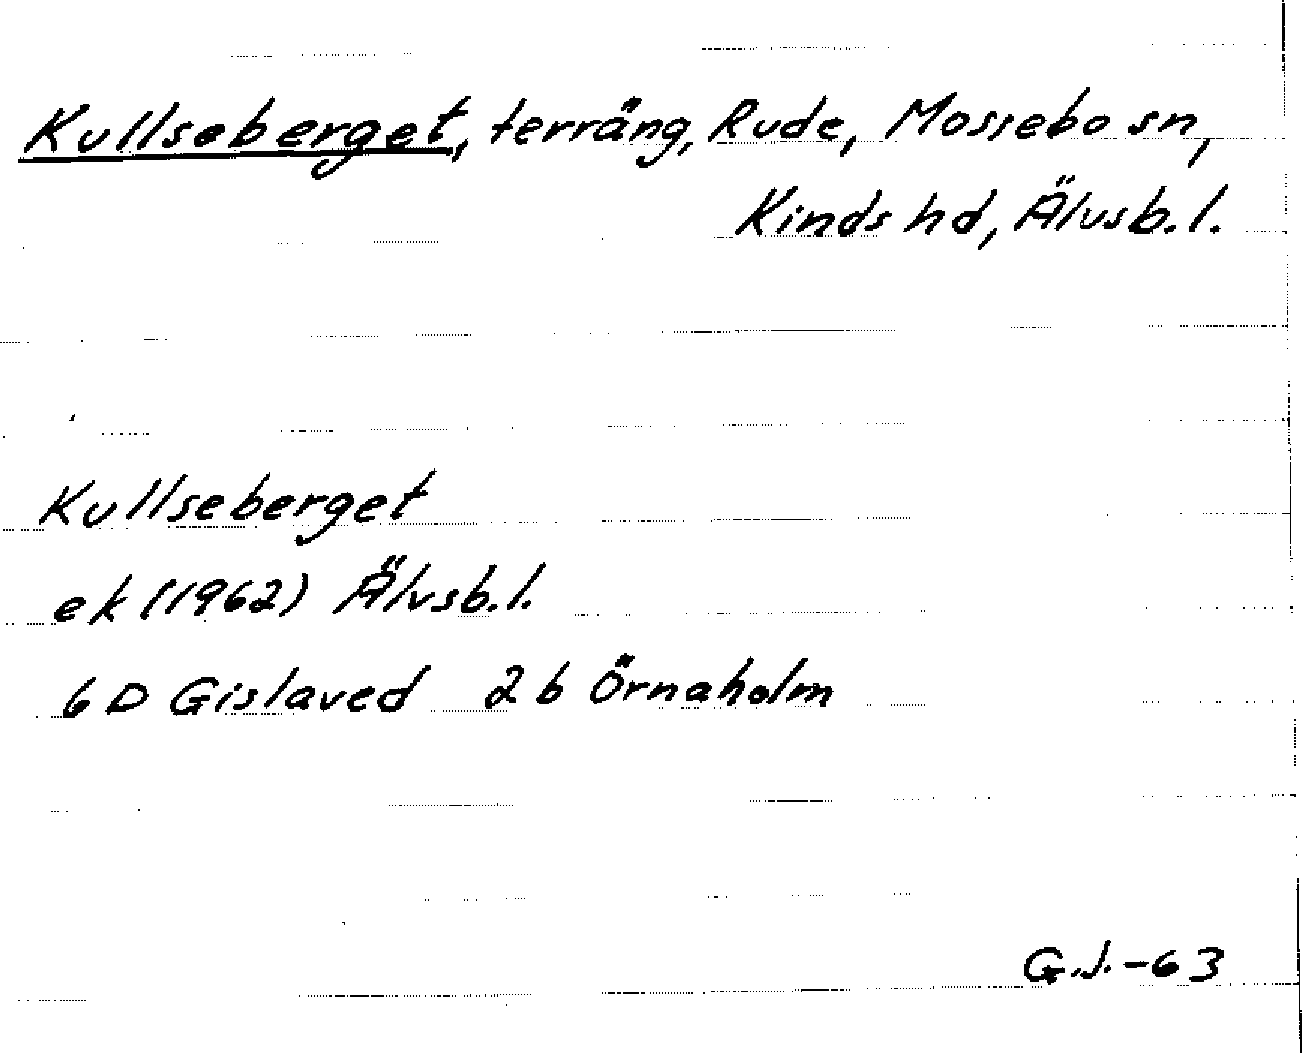 Kullseberget, terräng, Rude, Mossebo sn,
Kinds hd, Älvsb.l.
Kullseberget
ek (1962) Älvsb.l.
6 D Gislaved 2 b Örnaholm
G.J.-63